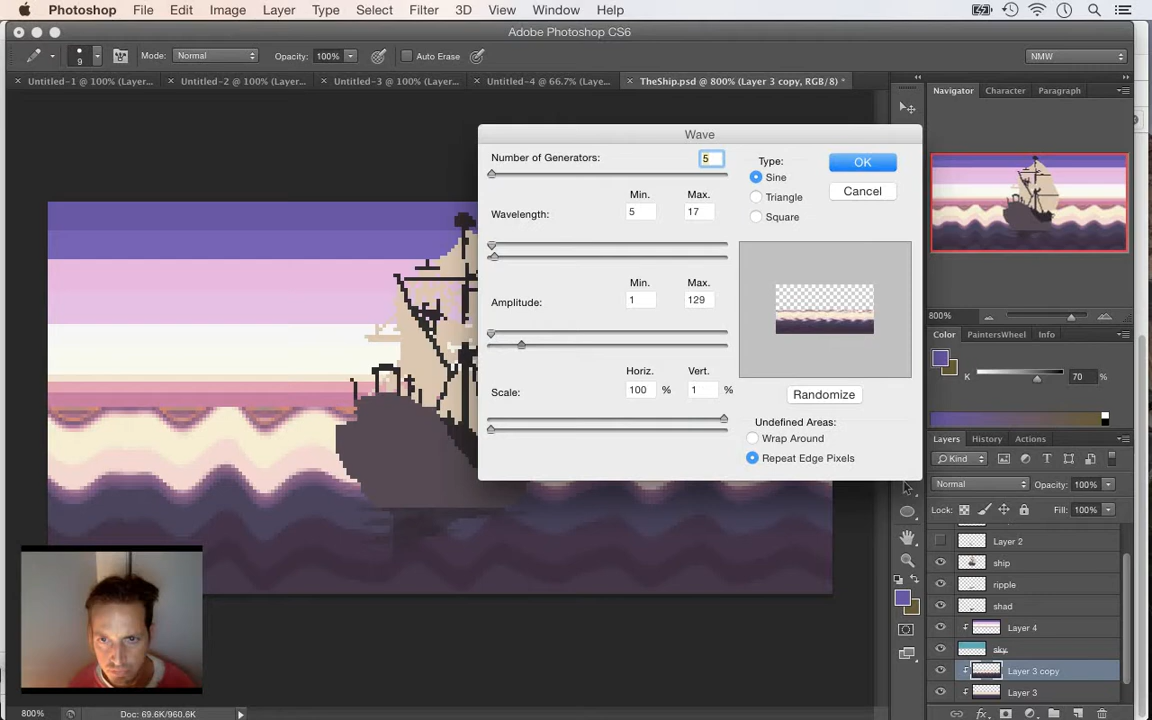 Photoshop File Edit Image Layer Type Select Filter 3D View Window Help
Adobe Photoshop CS6
9 Mode: Normal Opacity: 100% Auto Erase NMW
Untitled-1 @ 100% (Layer... Untitled-2 @ 100% (Layer... Untitled-3 @ 100% (Layer... Untitled-4 @ 66.7% (Layer... TheShip.psd @ 800% (Layer 3 copy, RGB/8) *
Navigator Character Paragraph
Wave
Number of Generators: 5
Type:
OK
Sine
Cancel
Triangle
Min. Max.
Wavelength: 5 17
Square
Min. Max.
Amplitude: 1 129
Horiz. Vert.
Scale: 100 % 1 %
Randomize
Undefined Areas:
Wrap Around
Repeat Edge Pixels
800%
Color PaintersWheel Info
K 70 %
Layers History Actions
Kind
Normal Opacity: 100%
Lock: Fill: 100%
Layer 2
ship
ripple
shad
Layer 4
sky
Layer 3 copy
Layer 3
fx
800% Doc: 69.6K/960.6K